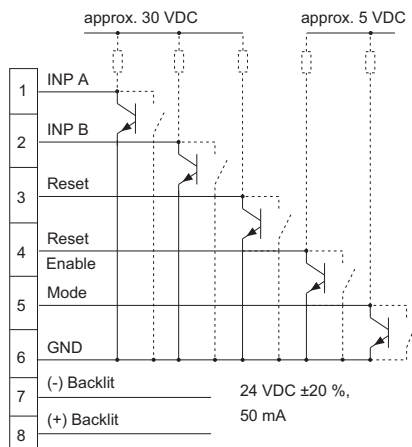 approx. 30 VDC approx. 5 VDC
1 INP A
2 INP B
3 Reset
4 Reset
Enable
5 Mode
6 GND
7 (-) Backlit
8 (+) Backlit
24 VDC ±20 %,
50 mA